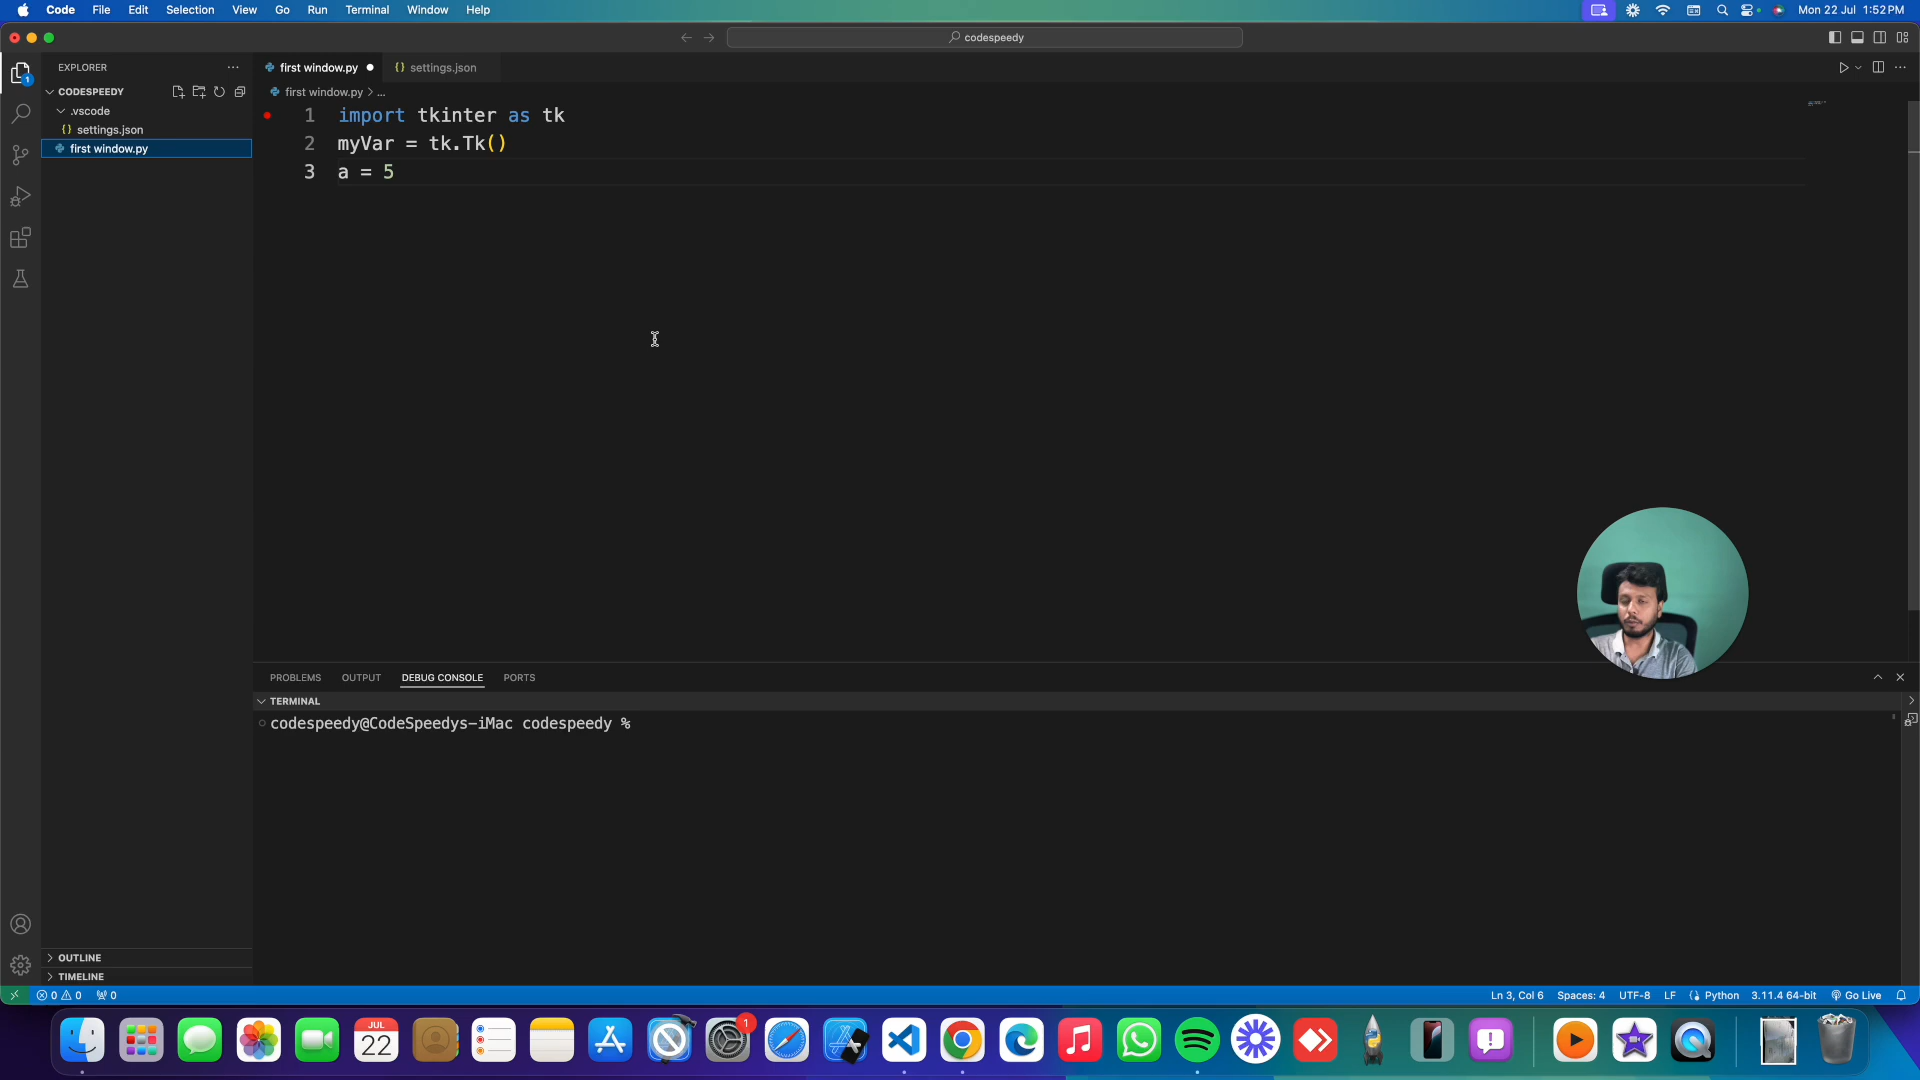 Code File Edit Selection View Go Run Terminal Window Help
Mon 22 Jul 1:52 PM
codespeedy
EXPLORER
first window.py
settings.json
CODESPEEDY
first window.py > ...
.vscode
settings.json
first window.py
1 import tkinter as tk
2 myVar = tk.Tk()
3 a = 5
PROBLEMS OUTPUT DEBUG CONSOLE PORTS
TERMINAL
codespeedy@CodeSpeedys-iMac codespeedy %
OUTLINE
TIMELINE
0 0 0
Ln 3, Col 6 Spaces: 4 UTF-8 LF Python 3.11.4 64-bit Go Live
JUL
22
1
1